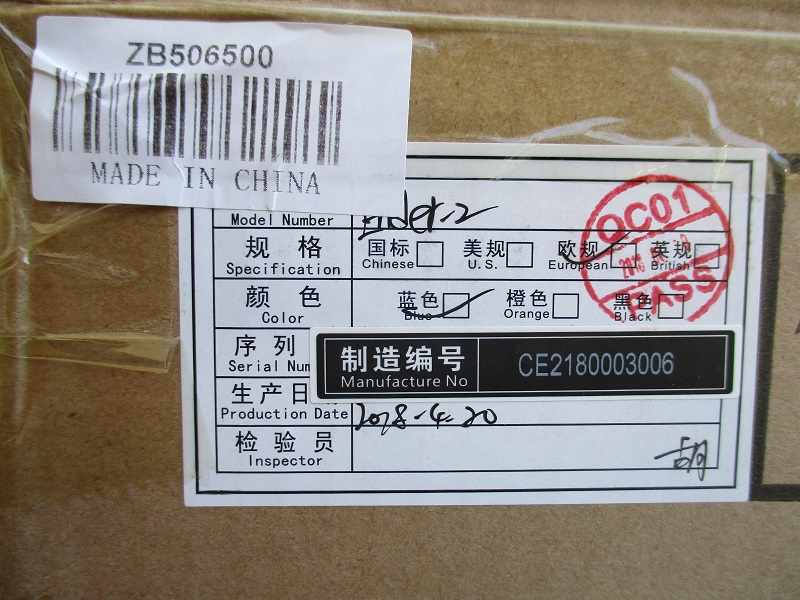 ZB506500
MADE IN CHINA
Model Number Ender-2
规格 国标 美规 欧规 英规
Specification Chinese U.S. European British
颜色 蓝色 橙色 黑色
Color Blue Orange Black
QC01
PASS
序列
Serial
制造编号 CE2180003006
Manufacture No
生产日
Production Date 2018-4-20
检验员 胡
Inspector